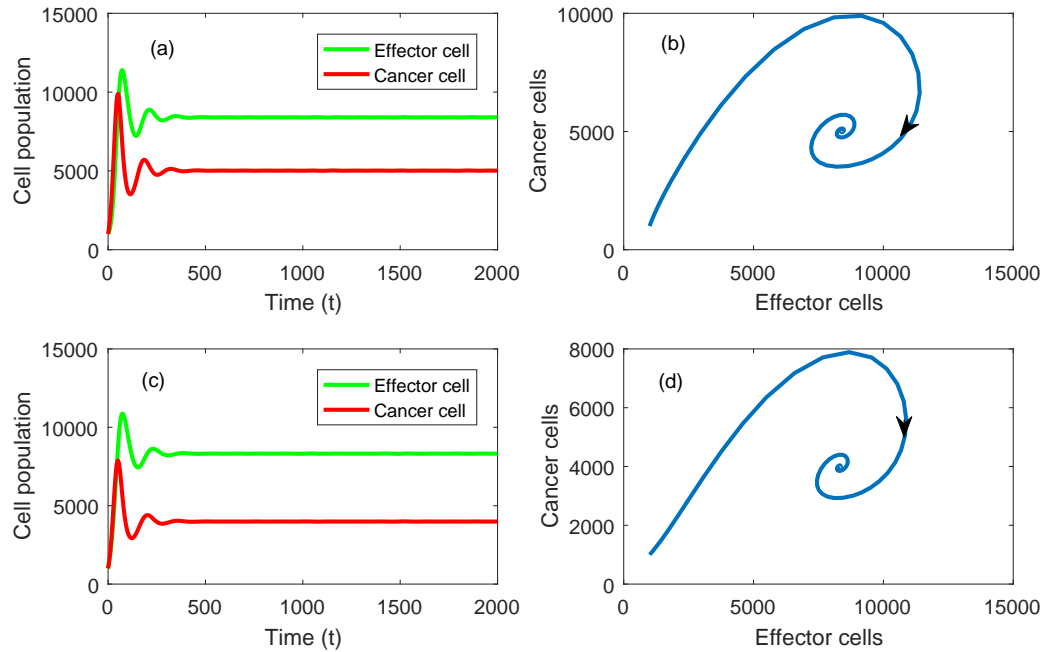 (a)
Effector cell
Cancer cell
Cell population
15000
10000
5000
0
0
500
1000
1500
2000
Time (t)
(b)
Cancer cells
10000
5000
0
0
5000
10000
15000
Effector cells
(c)
Effector cell
Cancer cell
Cell population
15000
10000
5000
0
0
500
1000
1500
2000
Time (t)
(d)
Cancer cells
8000
6000
4000
2000
0
0
5000
10000
15000
Effector cells